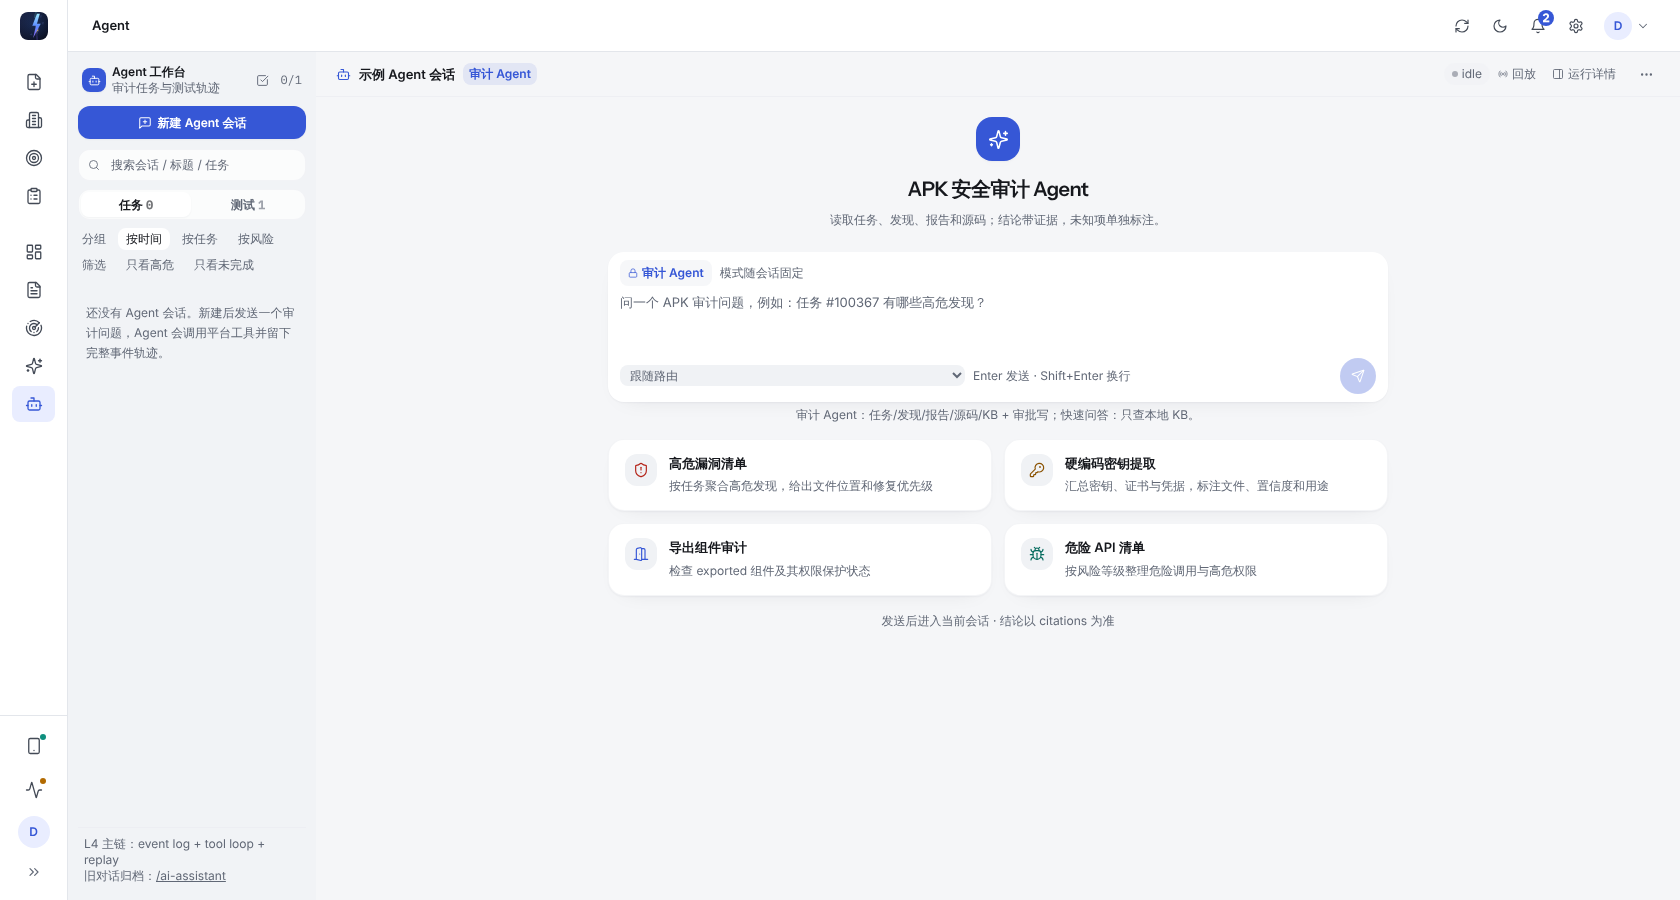 Agent
2
D
Agent 工作台
审计任务与测试轨迹
0/1
新建 Agent 会话
搜索会话 / 标题 / 任务
任务 0
测试 1
分组
按时间
按任务
按风险
筛选
只看高危
只看未完成
还没有 Agent 会话。新建后发送一个审
计问题，Agent 会调用平台工具并留下
完整事件轨迹。
L4 主链：event log + tool loop +
replay
旧对话归档：/ai-assistant
D
示例 Agent 会话
审计 Agent
idle
回放
运行详情
APK 安全审计 Agent
读取任务、发现、报告和源码；结论带证据，未知项单独标注。
审计 Agent
模式随会话固定
问一个 APK 审计问题，例如：任务 #100367 有哪些高危发现？
跟随路由
Enter 发送 · Shift+Enter 换行
审计 Agent：任务/发现/报告/源码/KB + 审批写；快速问答：只查本地 KB。
高危漏洞清单
按任务聚合高危发现，给出文件位置和修复优先级
硬编码密钥提取
汇总密钥、证书与凭据，标注文件、置信度和用途
导出组件审计
检查 exported 组件及其权限保护状态
危险 API 清单
按风险等级整理危险调用与高危权限
发送后进入当前会话 · 结论以 citations 为准